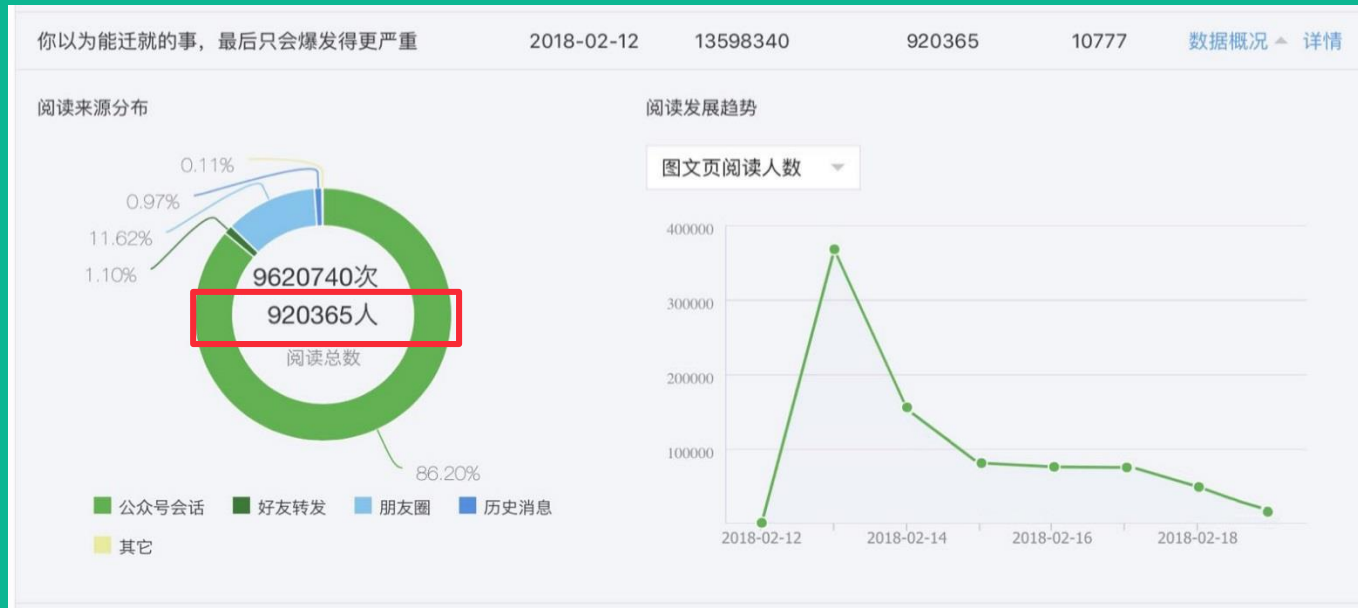 你以为能迁就的事，最后只会爆发得更严重 2018-02-12 13598340 920365 10777 数据概况 详情
阅读来源分布
阅读发展趋势
图文页阅读人数
0.11%
0.97%
11.62%
1.10%
9620740次
920365人
阅读总数
86.20%
公众号会话 好友转发 朋友圈 历史消息
其它
400000
300000
200000
100000
2018-02-12 2018-02-14 2018-02-16 2018-02-18